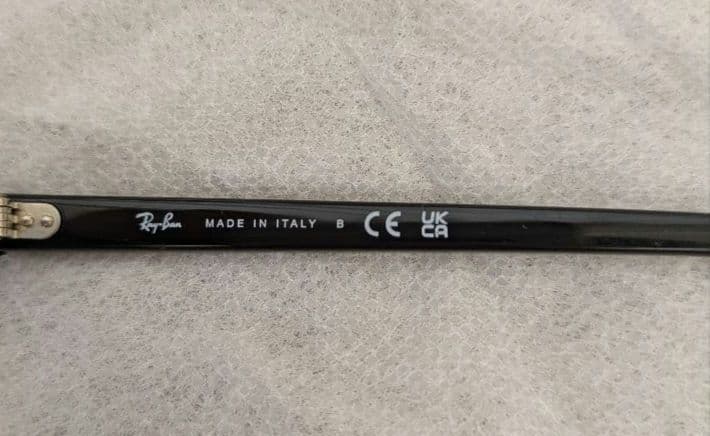 Ray-Ban MADE IN ITALY B CE UK
CA